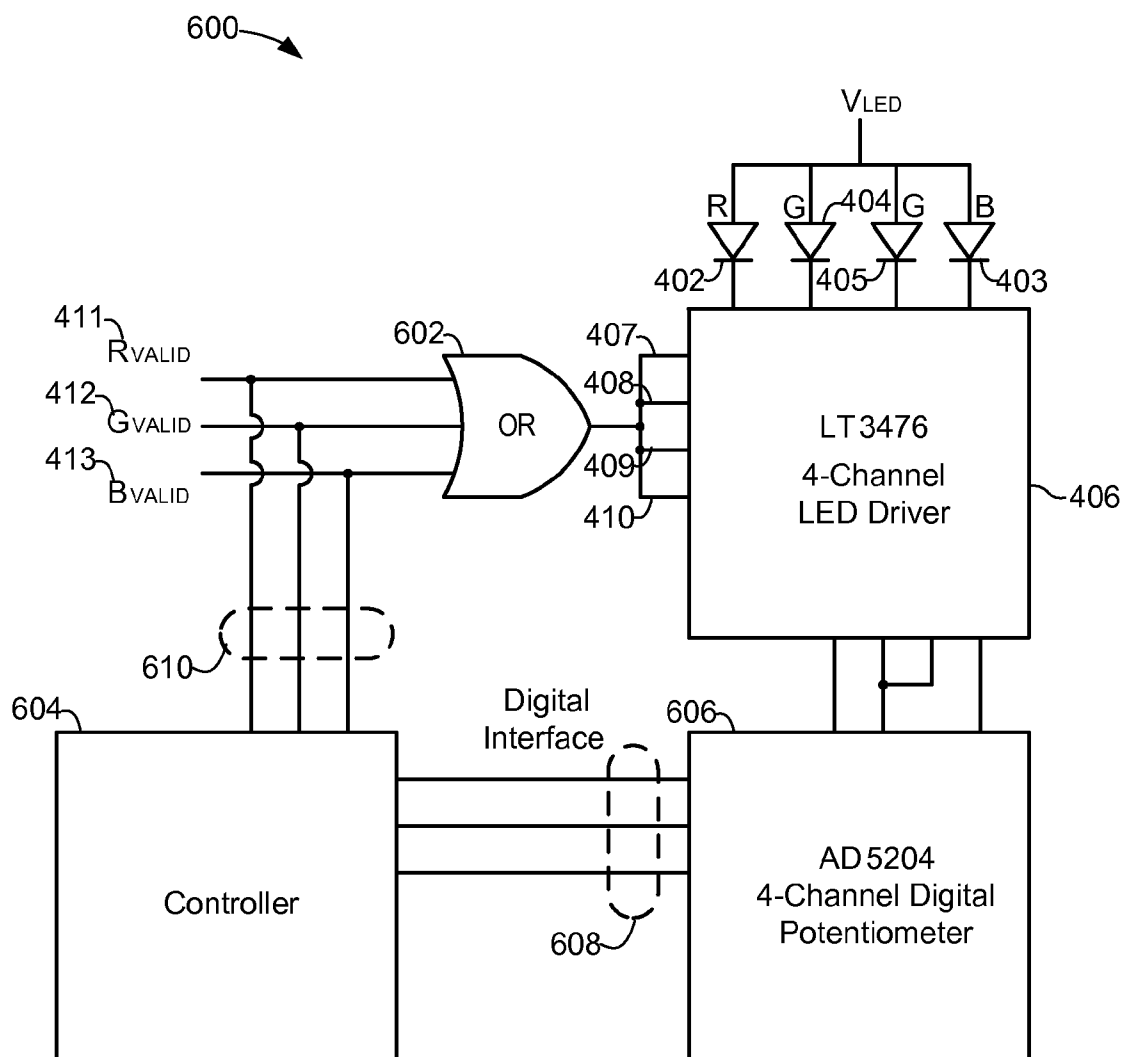 600
VLED
R G G B
404
402 405 403
411
RVALID
412
GVALID
413
BVALID
602
OR
407
408
409
410
LT3476
4-Channel
LED Driver
406
610
604
Controller
Digital
Interface
608
606
AD5204
4-Channel Digital
Potentiometer